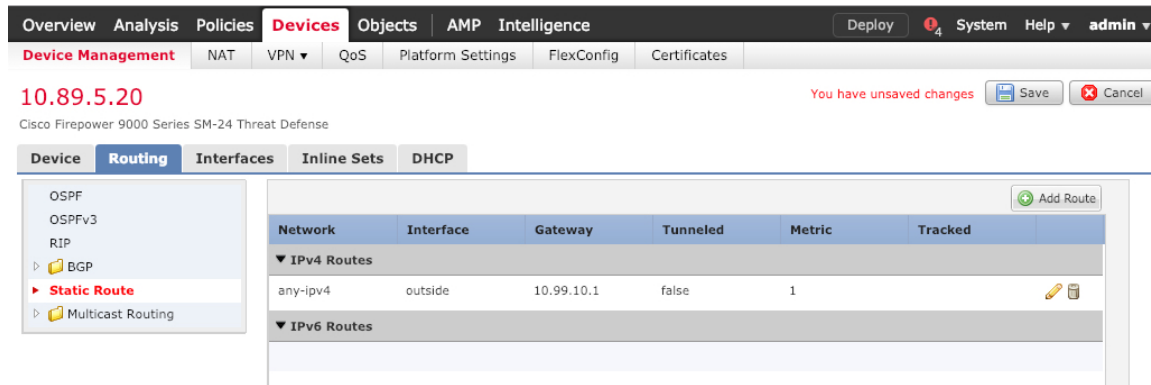 Overview Analysis Policies Devices Objects AMP Intelligence Deploy 4 System Help admin
Device Management NAT VPN QoS Platform Settings FlexConfig Certificates
10.89.5.20 You have unsaved changes Save Cancel
Cisco Firepower 9000 Series SM-24 Threat Defense
Device Routing Interfaces Inline Sets DHCP
OSPF
OSPFv3
RIP
BGP
Static Route
Multicast Routing
Add Route
Network Interface Gateway Tunneled Metric Tracked
IPv4 Routes
any-ipv4 outside 10.99.10.1 false 1
IPv6 Routes